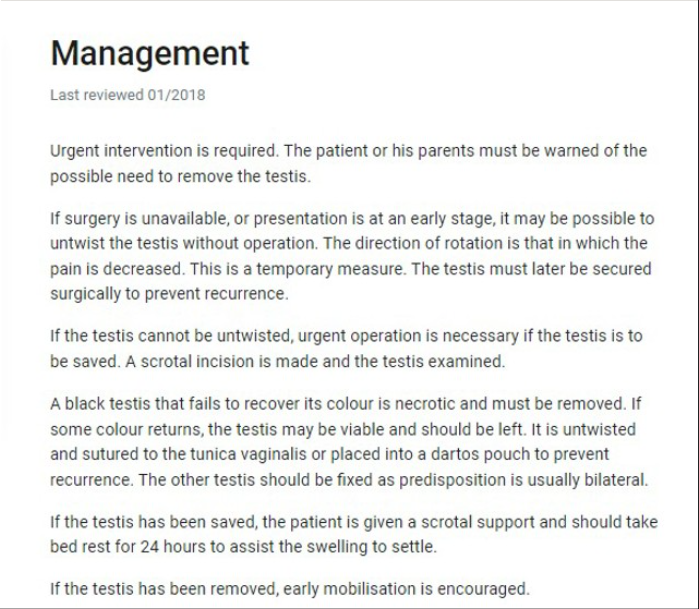 Management
Last reviewed 01/2018
Urgent intervention is required. The patient or his parents must be warned of the
possible need to remove the testis.
If surgery is unavailable, or presentation is at an early stage, it may be possible to
untwist the testis without operation. The direction of rotation is that in which the
pain is decreased. This is a temporary measure. The testis must later be secured
surgically to prevent recurrence.
If the testis cannot be untwisted, urgent operation is necessary if the testis is to
be saved. A scrotal incision is made and the testis examined.
A black testis that fails to recover its colour is necrotic and must be removed. If
some colour returns, the testis may be viable and should be left. It is untwisted
and sutured to the tunica vaginalis or placed into a dartos pouch to prevent
recurrence. The other testis should be fixed as predisposition is usually bilateral.
If the testis has been saved, the patient is given a scrotal support and should take
bed rest for 24 hours to assist the swelling to settle.
If the testis has been removed, early mobilisation is encouraged.